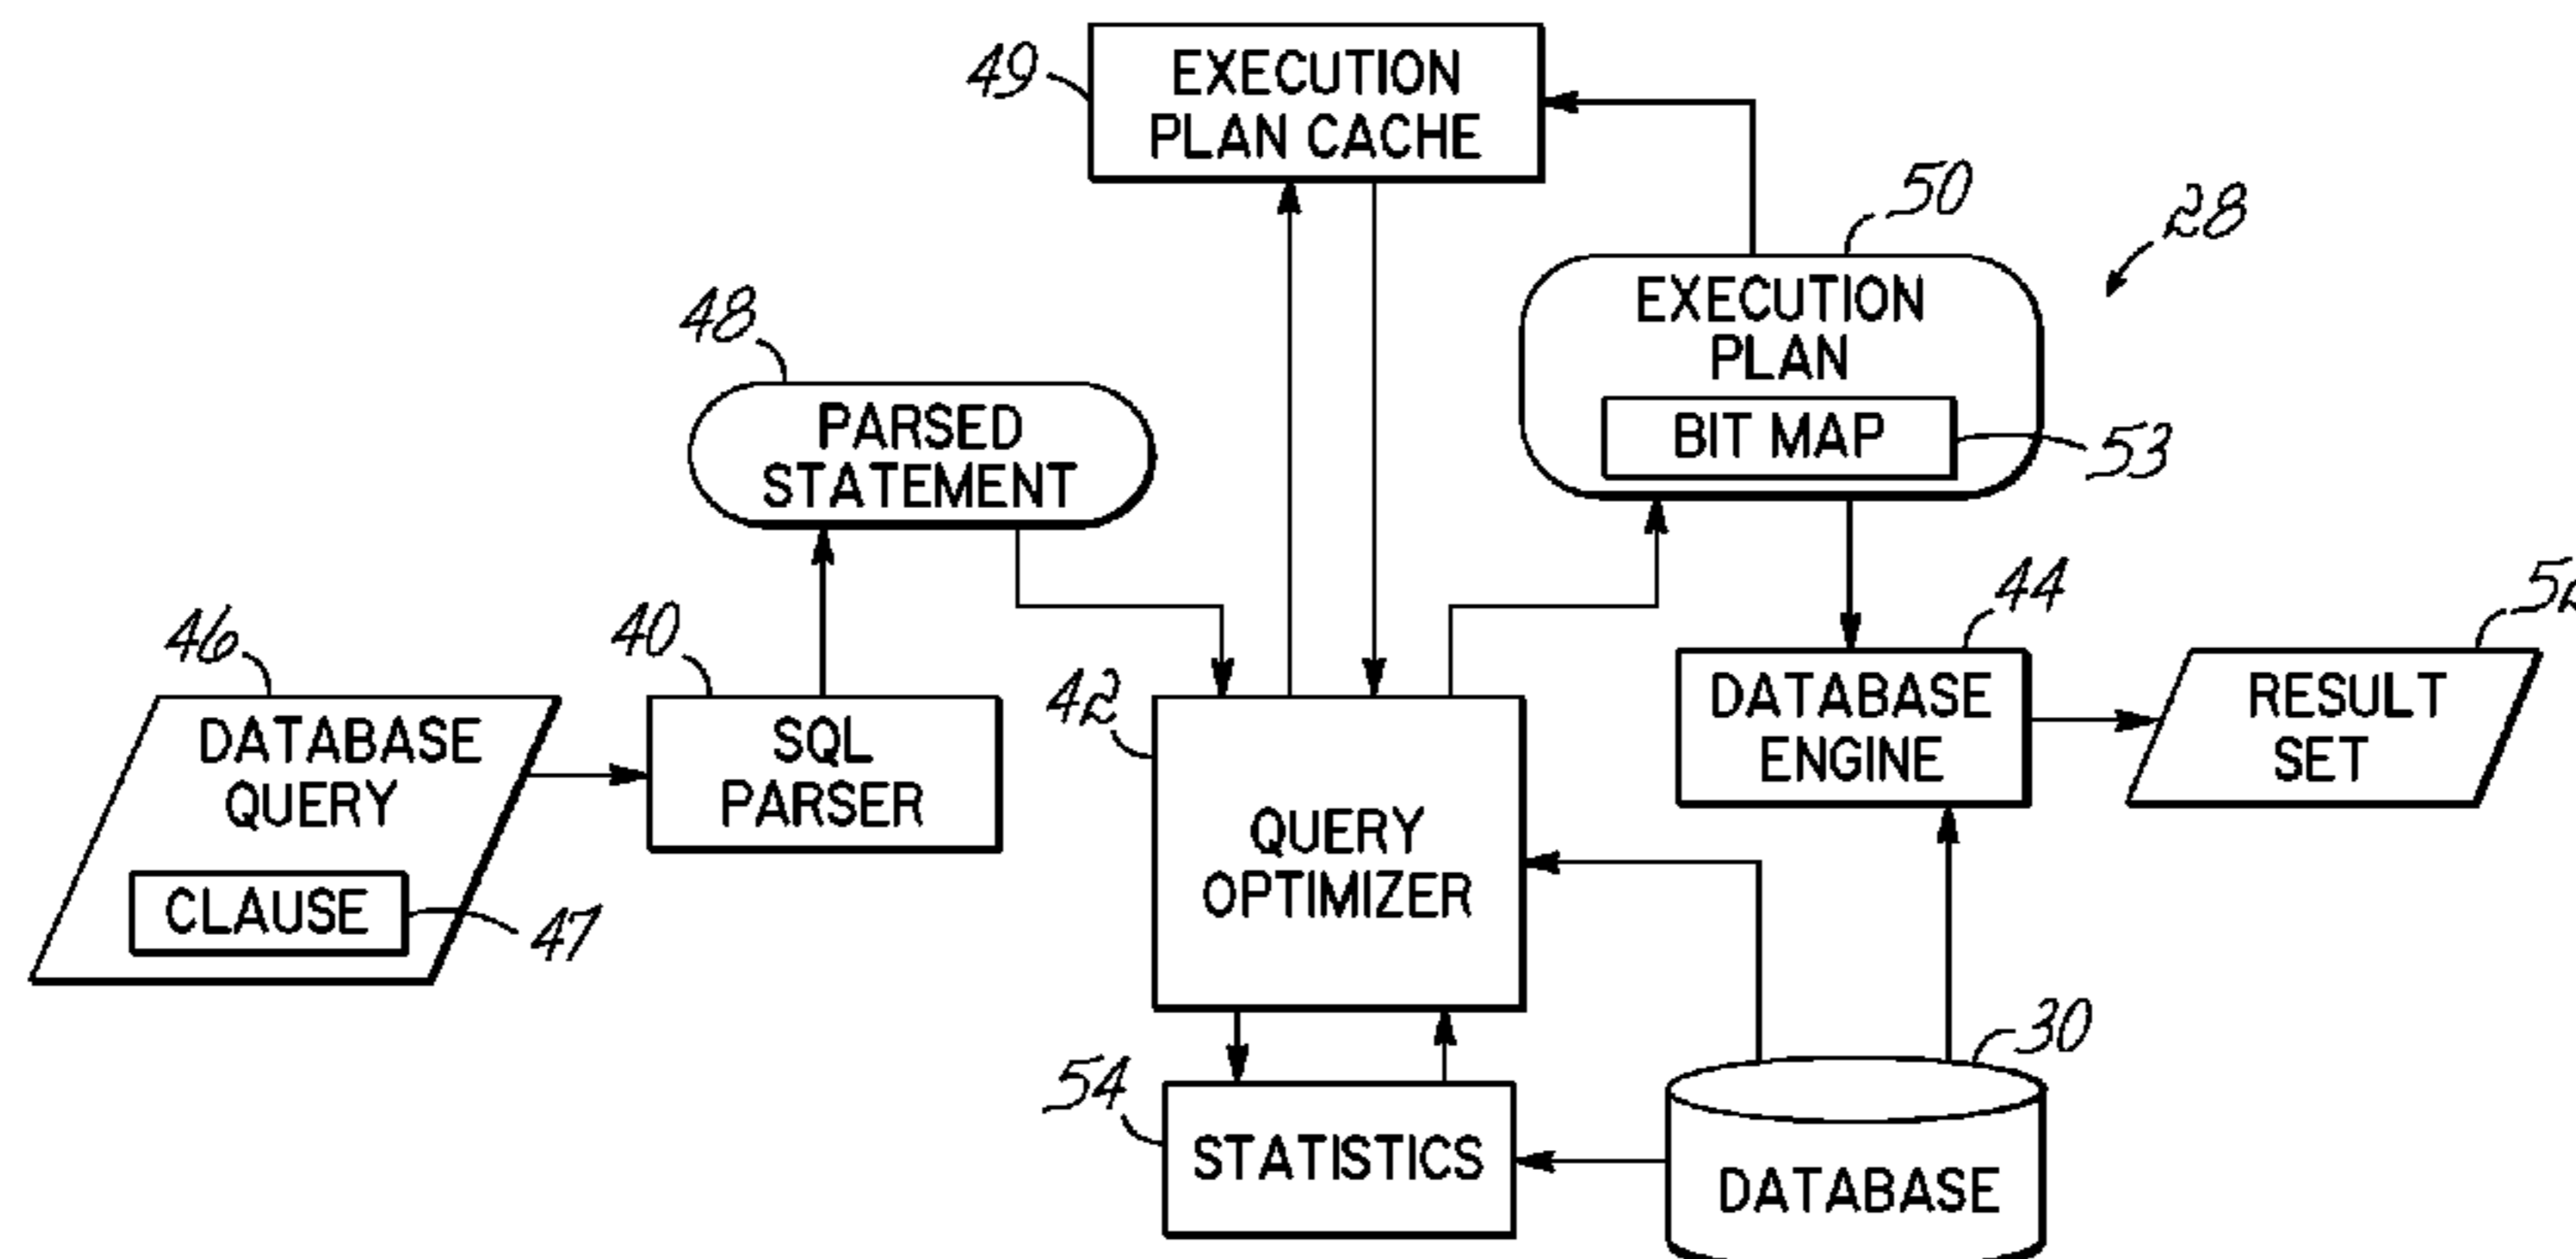 49
EXECUTION
PLAN CACHE
50
28
EXECUTION
PLAN
BIT MAP
53
48
PARSED
STATEMENT
46
DATABASE
QUERY
CLAUSE
47
40
SQL
PARSER
42
QUERY
OPTIMIZER
44
DATABASE
ENGINE
RESULT
SET
54
STATISTICS
30
DATABASE